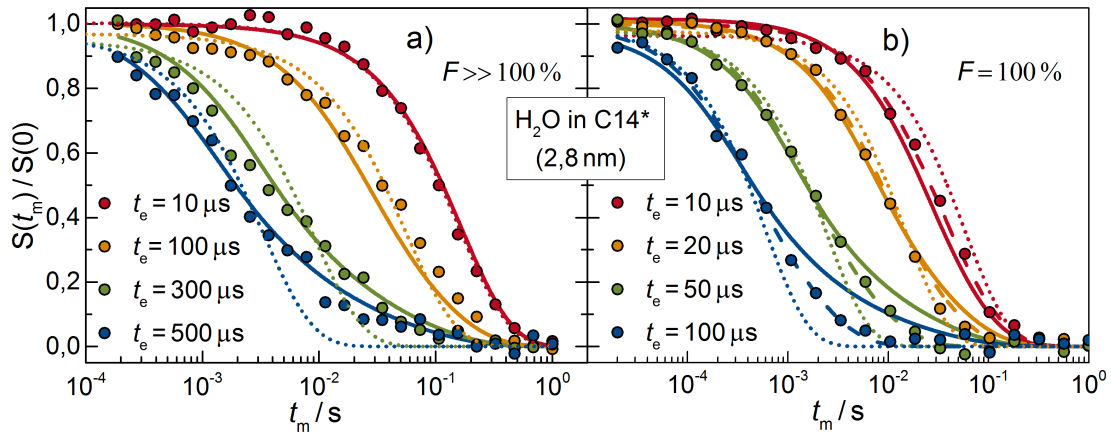 a)
F >> 100 %
b)
F = 100 %
H₂O in C14*
(2,8 nm)
S(tₘ) / S(0)
1,0
0,8
0,6
0,4
0,2
0,0
tₑ = 10 µs
tₑ = 100 µs
tₑ = 300 µs
tₑ = 500 µs
tₑ = 10 µs
tₑ = 20 µs
tₑ = 50 µs
tₑ = 100 µs
10⁻⁴ 10⁻³ 10⁻² 10⁻¹ 10⁰
10⁻⁴ 10⁻³ 10⁻² 10⁻¹ 10⁰
tₘ / s
tₘ / s